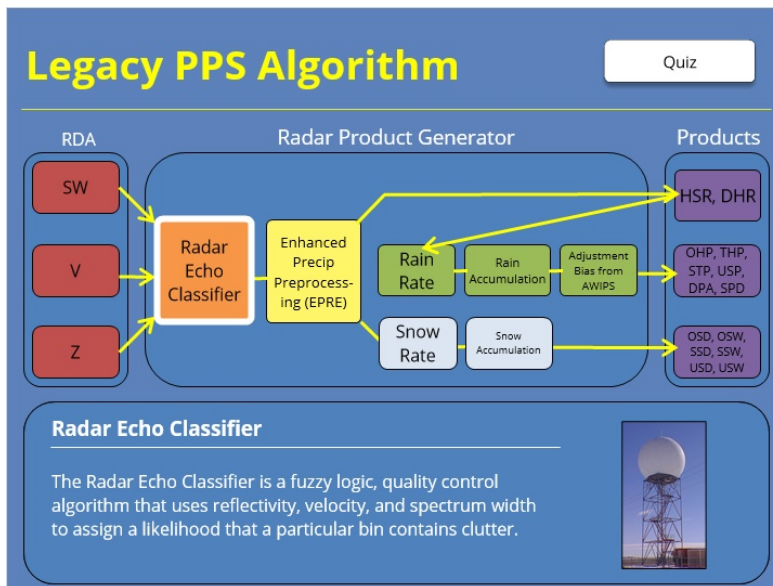 Legacy PPS Algorithm
Quiz
RDA
Radar Product Generator
Products
SW
V
Z
Radar
Echo
Classifier
Enhanced
Precip
Preprocess-
ing (EPRE)
Rain
Rate
Rain
Accumulation
Adjustment
Bias from
AWIPS
Snow
Rate
Snow
Accumulation
HSR, DHR
OHP, THP,
STP, USP,
DPA, SPD
OSD, OSW,
SSD, SSW,
USD, USW
Radar Echo Classifier
The Radar Echo Classifier is a fuzzy logic, quality control
algorithm that uses reflectivity, velocity, and spectrum width
to assign a likelihood that a particular bin contains clutter.